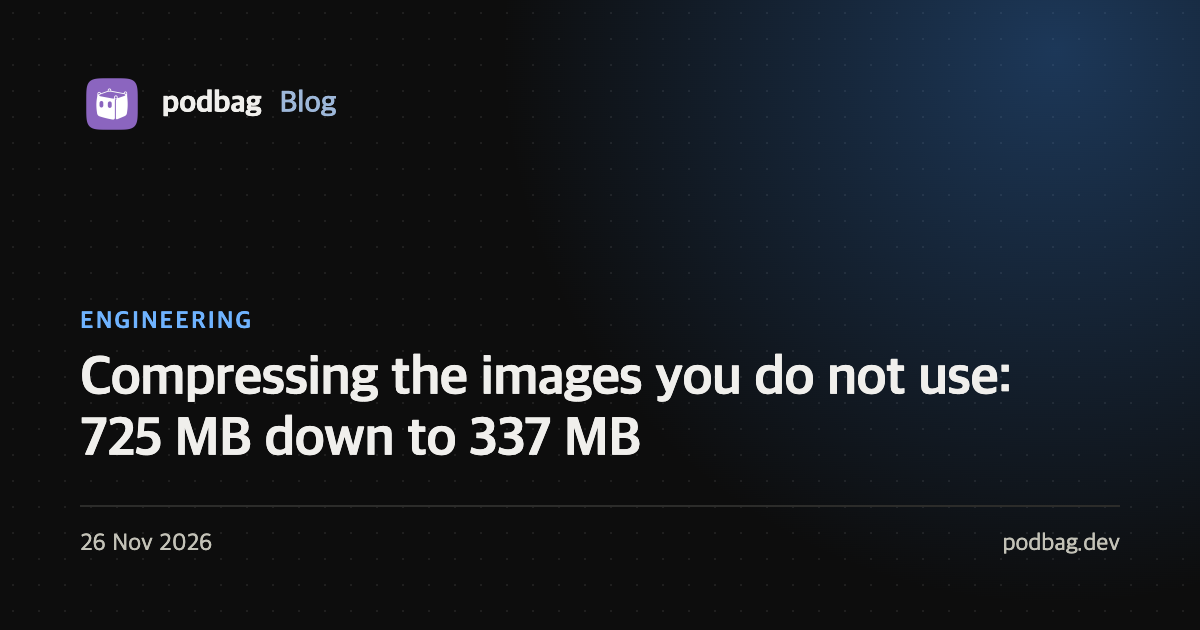 podbag Blog
ENGINEERING
Compressing the images you do not use:
725 MB down to 337 MB
26 Nov 2026
podbag.dev